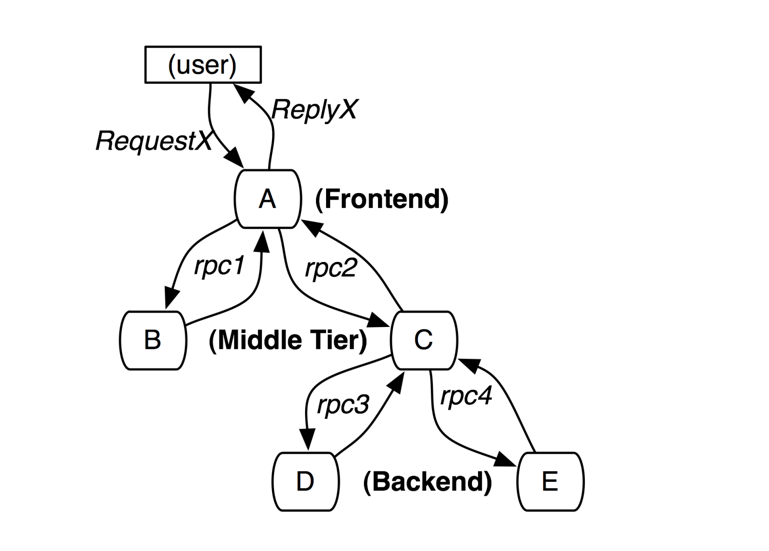 (user)
ReplyX
RequestX
A (Frontend)
rpc1 rpc2
B (Middle Tier) C
rpc3 rpc4
D (Backend) E